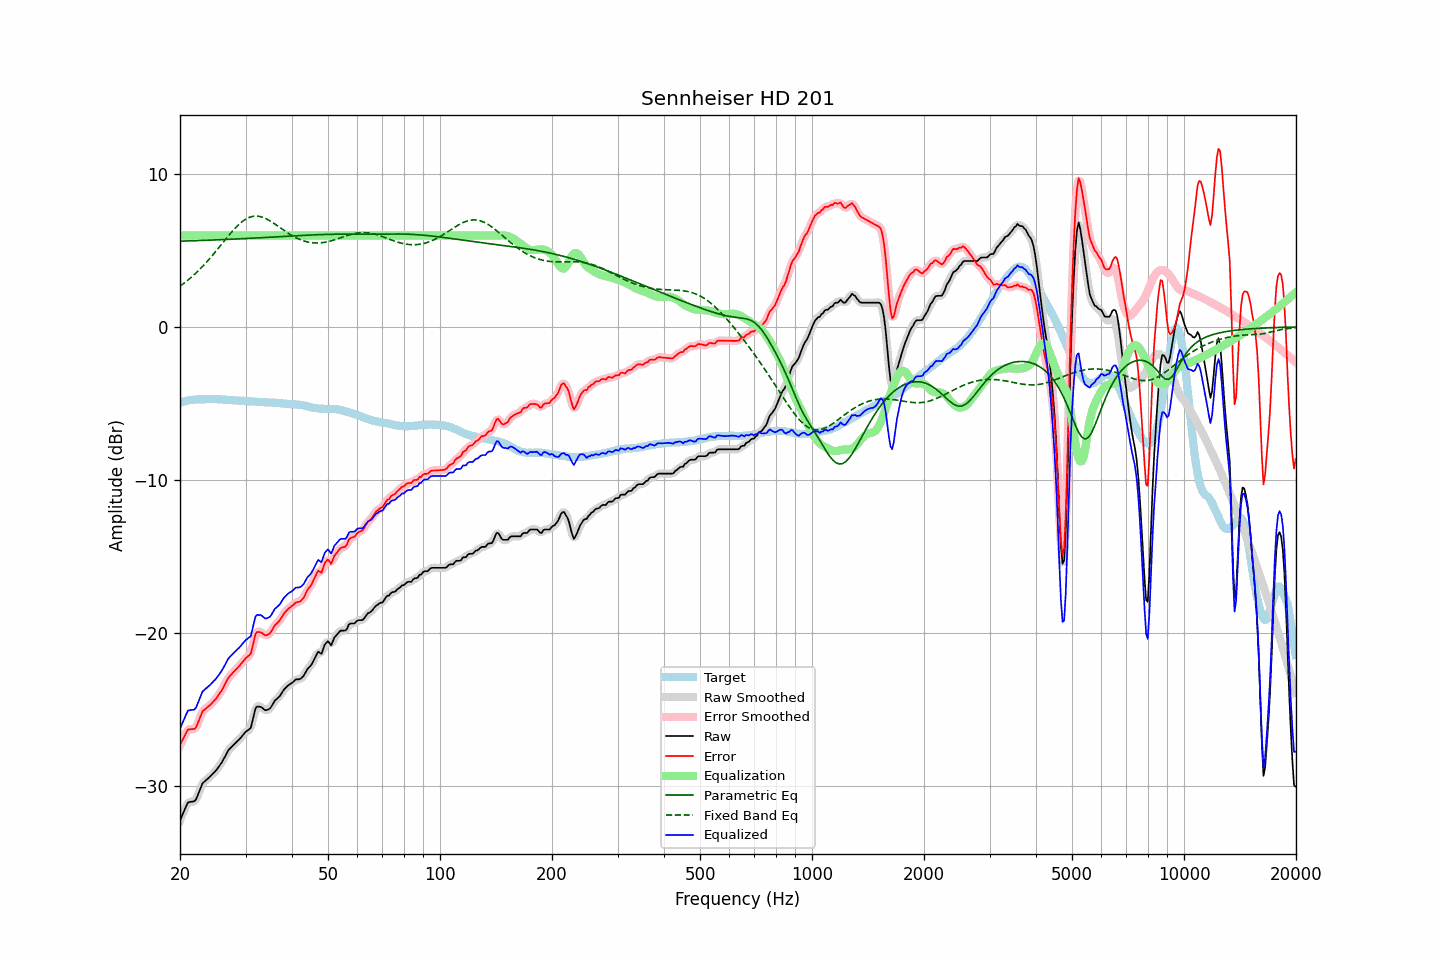 Sennheiser HD 201
Amplitude (dBr)
10
0
−10
−20
−30
Target
Raw Smoothed
Error Smoothed
Raw
Error
Equalization
Parametric Eq
Fixed Band Eq
Equalized
20 50 100 200 500 1000 2000 5000 10000 20000
Frequency (Hz)